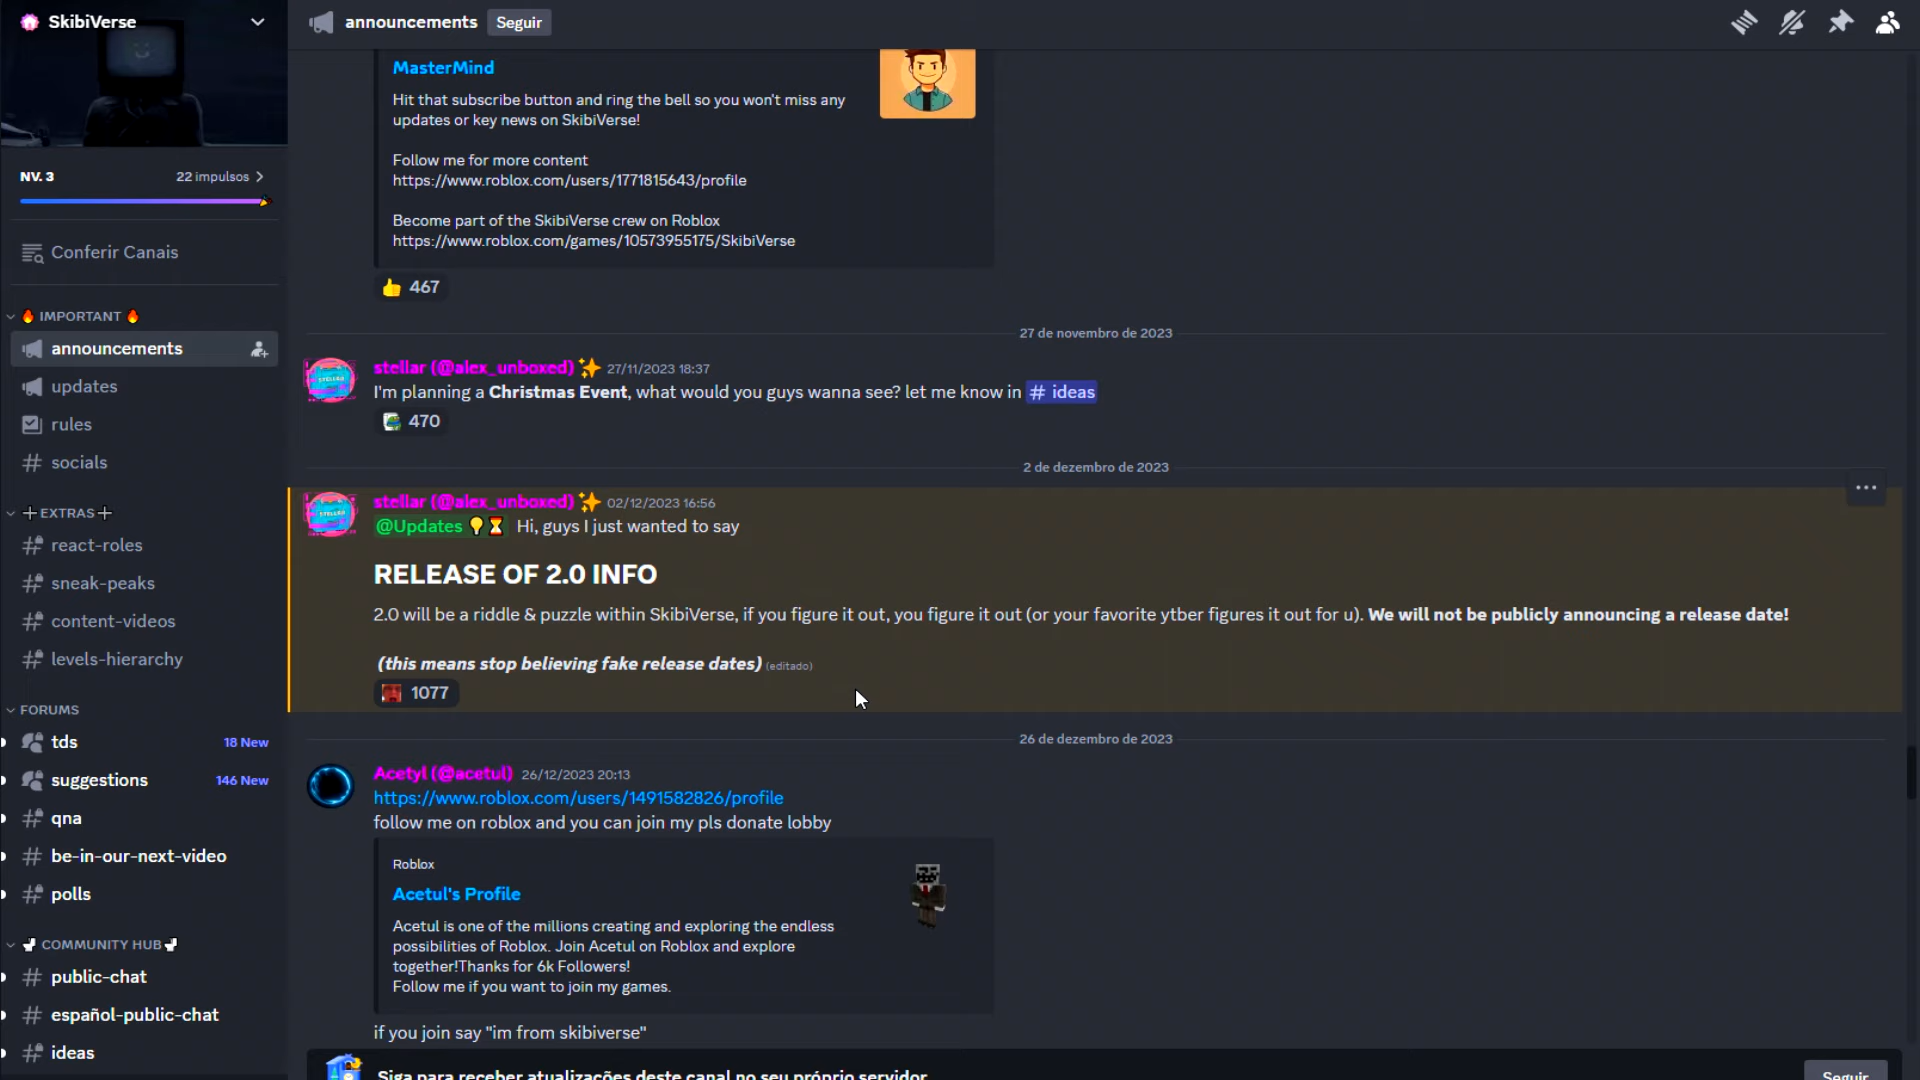 SkibiVerse
NV. 3
22 impulsos
Conferir Canais
IMPORTANT
announcements
updates
rules
socials
EXTRAS
react-roles
sneak-peaks
content-videos
levels-hierarchy
FORUMS
tds
18 New
suggestions
146 New
qna
be-in-our-next-video
polls
COMMUNITY HUB
public-chat
español-public-chat
ideas
announcements
Seguir
MasterMind
Hit that subscribe button and ring the bell so you won't miss any
updates or key news on SkibiVerse!
Follow me for more content
https://www.roblox.com/users/1771815643/profile
Become part of the SkibiVerse crew on Roblox
https://www.roblox.com/games/10573955175/SkibiVerse
👍 467
27 de novembro de 2023
stellar (@alex_unboxed)✨ 27/11/2023 18:37
I'm planning a Christmas Event, what would you guys wanna see? let me know in # ideas
470
2 de dezembro de 2023
stellar (@alex_unboxed)✨ 02/12/2023 16:56
@Updates 💡⏳ Hi, guys I just wanted to say
RELEASE OF 2.0 INFO
2.0 will be a riddle & puzzle within SkibiVerse, if you figure it out, you figure it out (or your favorite ytber figures it out for u). We will not be publicly announcing a release date!
(this means stop believing fake release dates) (editado)
1077
26 de dezembro de 2023
Acetyl (@acetul) 26/12/2023 20:13
https://www.roblox.com/users/1491582826/profile
follow me on roblox and you can join my pls donate lobby
Roblox
Acetul's Profile
Acetul is one of the millions creating and exploring the endless
possibilities of Roblox. Join Acetul on Roblox and explore
together!Thanks for 6k Followers!
Follow me if you want to join my games.
if you join say "im from skibiverse"
Siga para receber atualizações deste canal no seu próprio servidor
Seguir